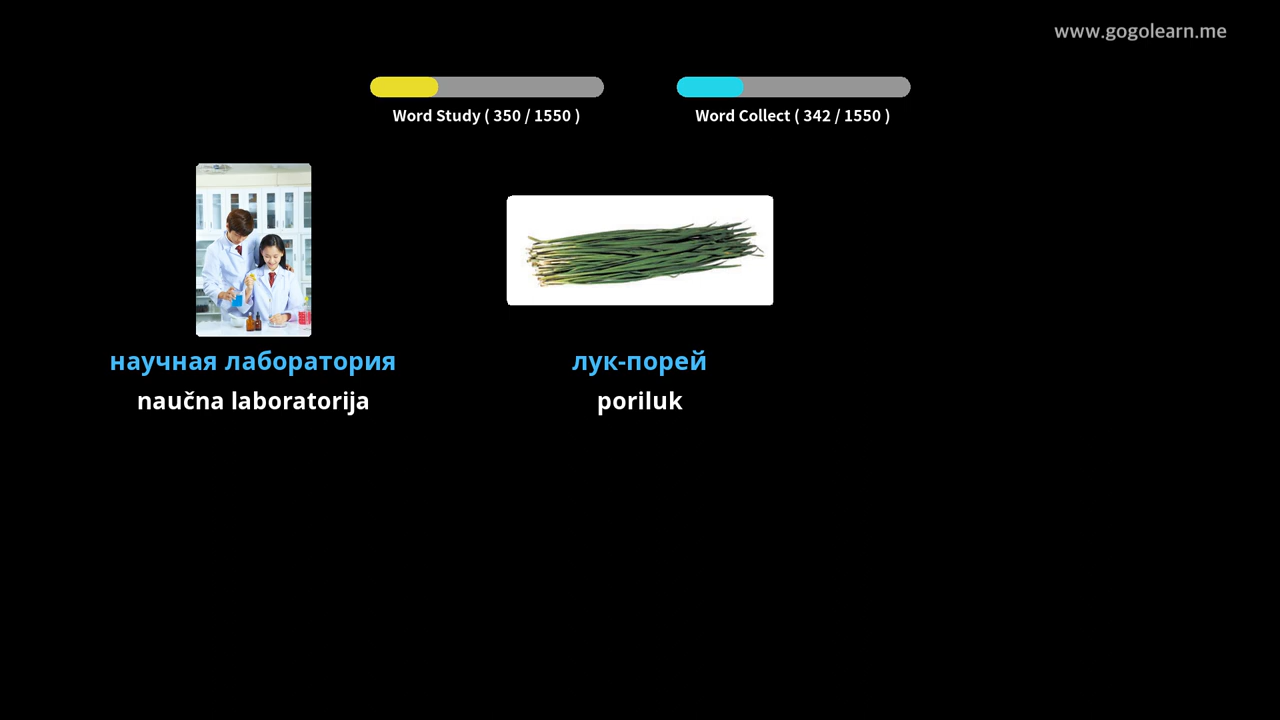 www.gogolearn.me
Word Study ( 350 / 1550 )
Word Collect ( 342 / 1550 )
научная лаборатория
naučna laboratorija
лук-порей
poriluk